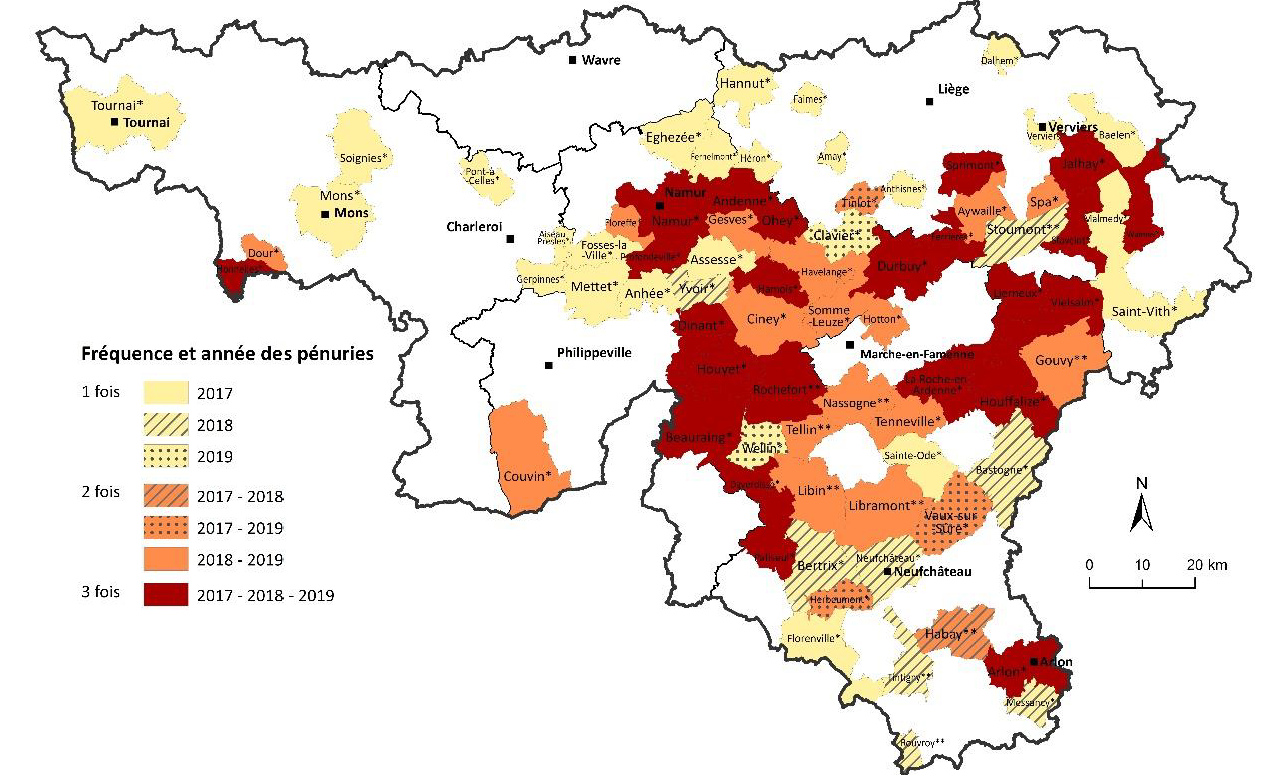 Wavre
Dalhem*
Hannut*
Liège
Faimes*
Tournai*
Tournai
Verviers
Verviers
Baelen*
Eghezée*
Fernelmont*
Héron*
Amay*
Soignies*
Jalhay*
Pont-à
-Celles*
Anthisnes*
Namur
Andenne*
Tinlot*
Spa*
Mons*
Mons
Aywaille*
Malmedy*
Floreffe*
Namur*
Gesves*
Ohey*
Charleroi
Clavier*
Stoumont**
Aiseau
Presles*
Fosses-la
-Ville*
Profondeville*
Assesse*
Dour*
Durbuy*
Havelange*
Gerpinnes*
Mettet*
Anhée*
Yvoir*
Hamois*
Lierneux*
Vielsalm*
Saint-Vith*
Dinant*
Ciney*
Somme
-Leuze*
Hotton*
Philippeville
Marche-en-Famenne
Gouvy**
Houyet*
Rochefort**
La Roche-en-
Ardenne*
Houffalize*
Nassogne**
Tenneville*
Beauraing*
Tellin**
Wellin*
Sainte-Ode*
Bastogne*
Couvin*
Libin**
Libramont**
Vaux-sur
-Sûre*
Bertrix*
Neufchâteau*
Neufchâteau
Herbeumont*
Florenville*
Habay**
Arlon
Arlon*
Tintigny**
Messancy*
Rouvroy**
Fréquence et année des pénuries
1 fois
2017
2018
2019
2 fois
2017 - 2018
2017 - 2019
2018 - 2019
3 fois
2017 - 2018 - 2019
N
0 10 20 km